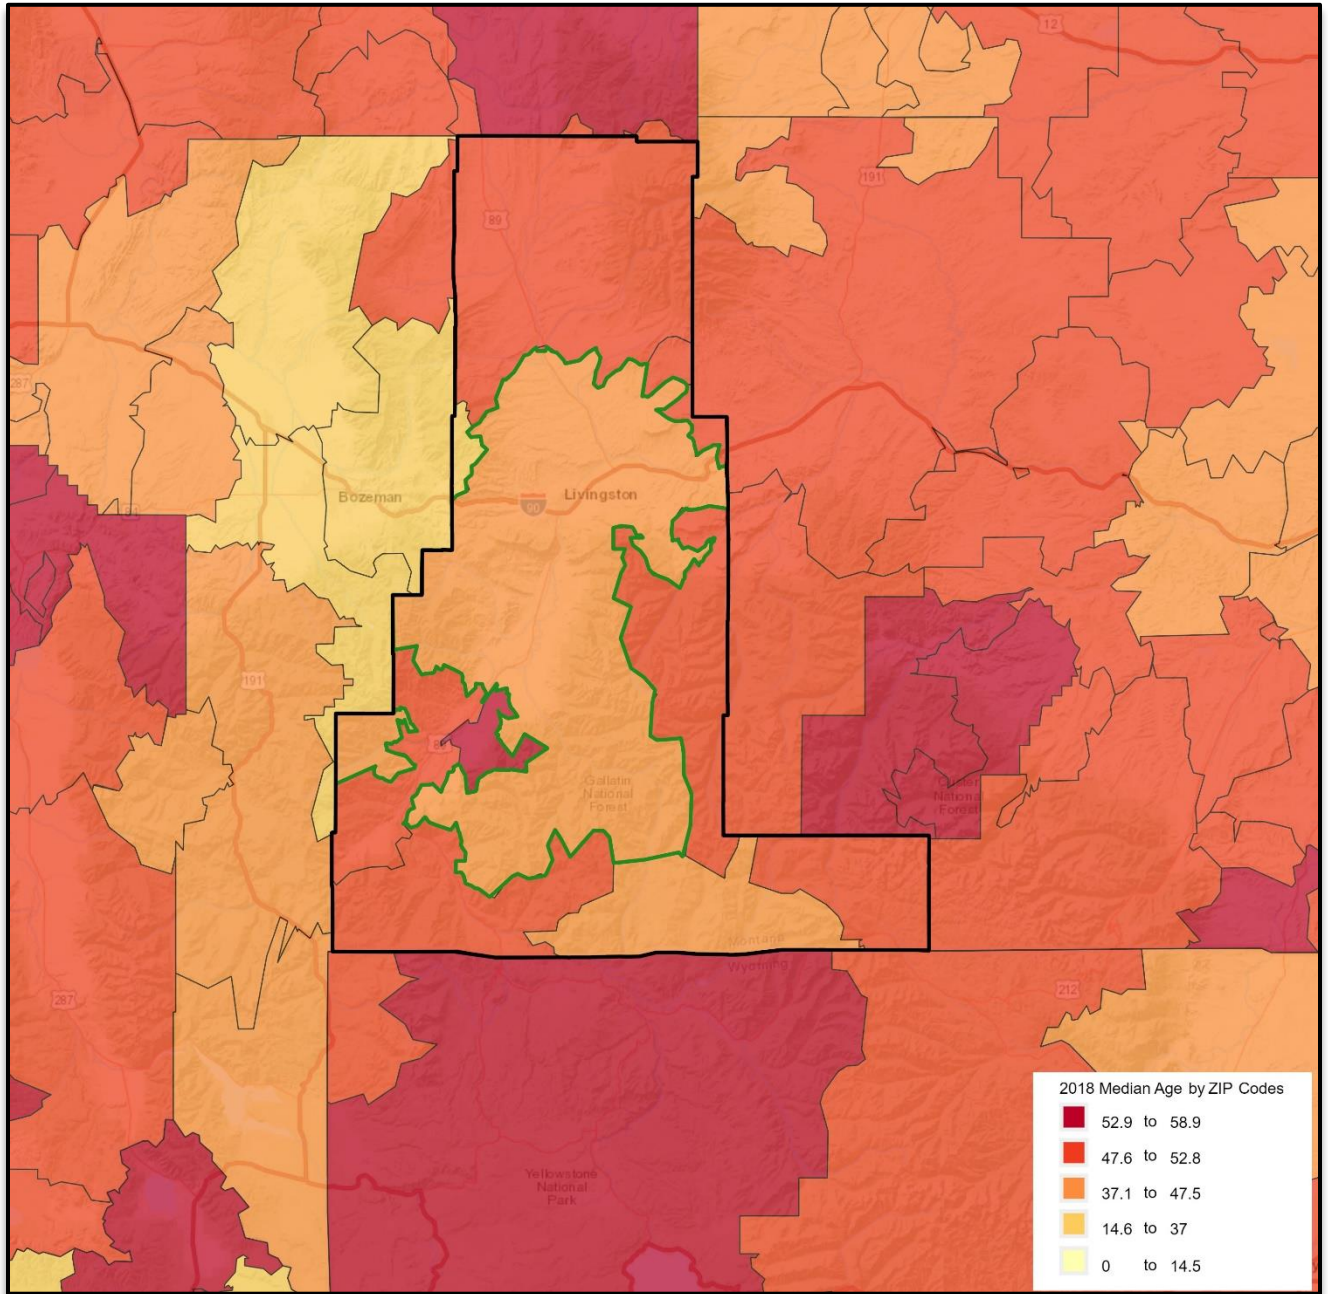 12
191
89
287
Bozeman
90
Livingston
191
Gallatin
National
Forest
National
Forest
Montana
Wyoming
287
212
Yellowstone
National
Park
2018 Median Age by ZIP Codes
52.9 to 58.9
47.6 to 52.8
37.1 to 47.5
14.6 to 37
0 to 14.5